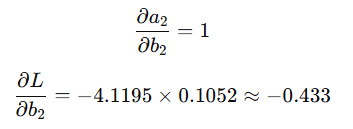 ∂a₂/∂b₂ = 1
∂L/∂b₂ = −4.1195 × 0.1052 ≈ −0.433